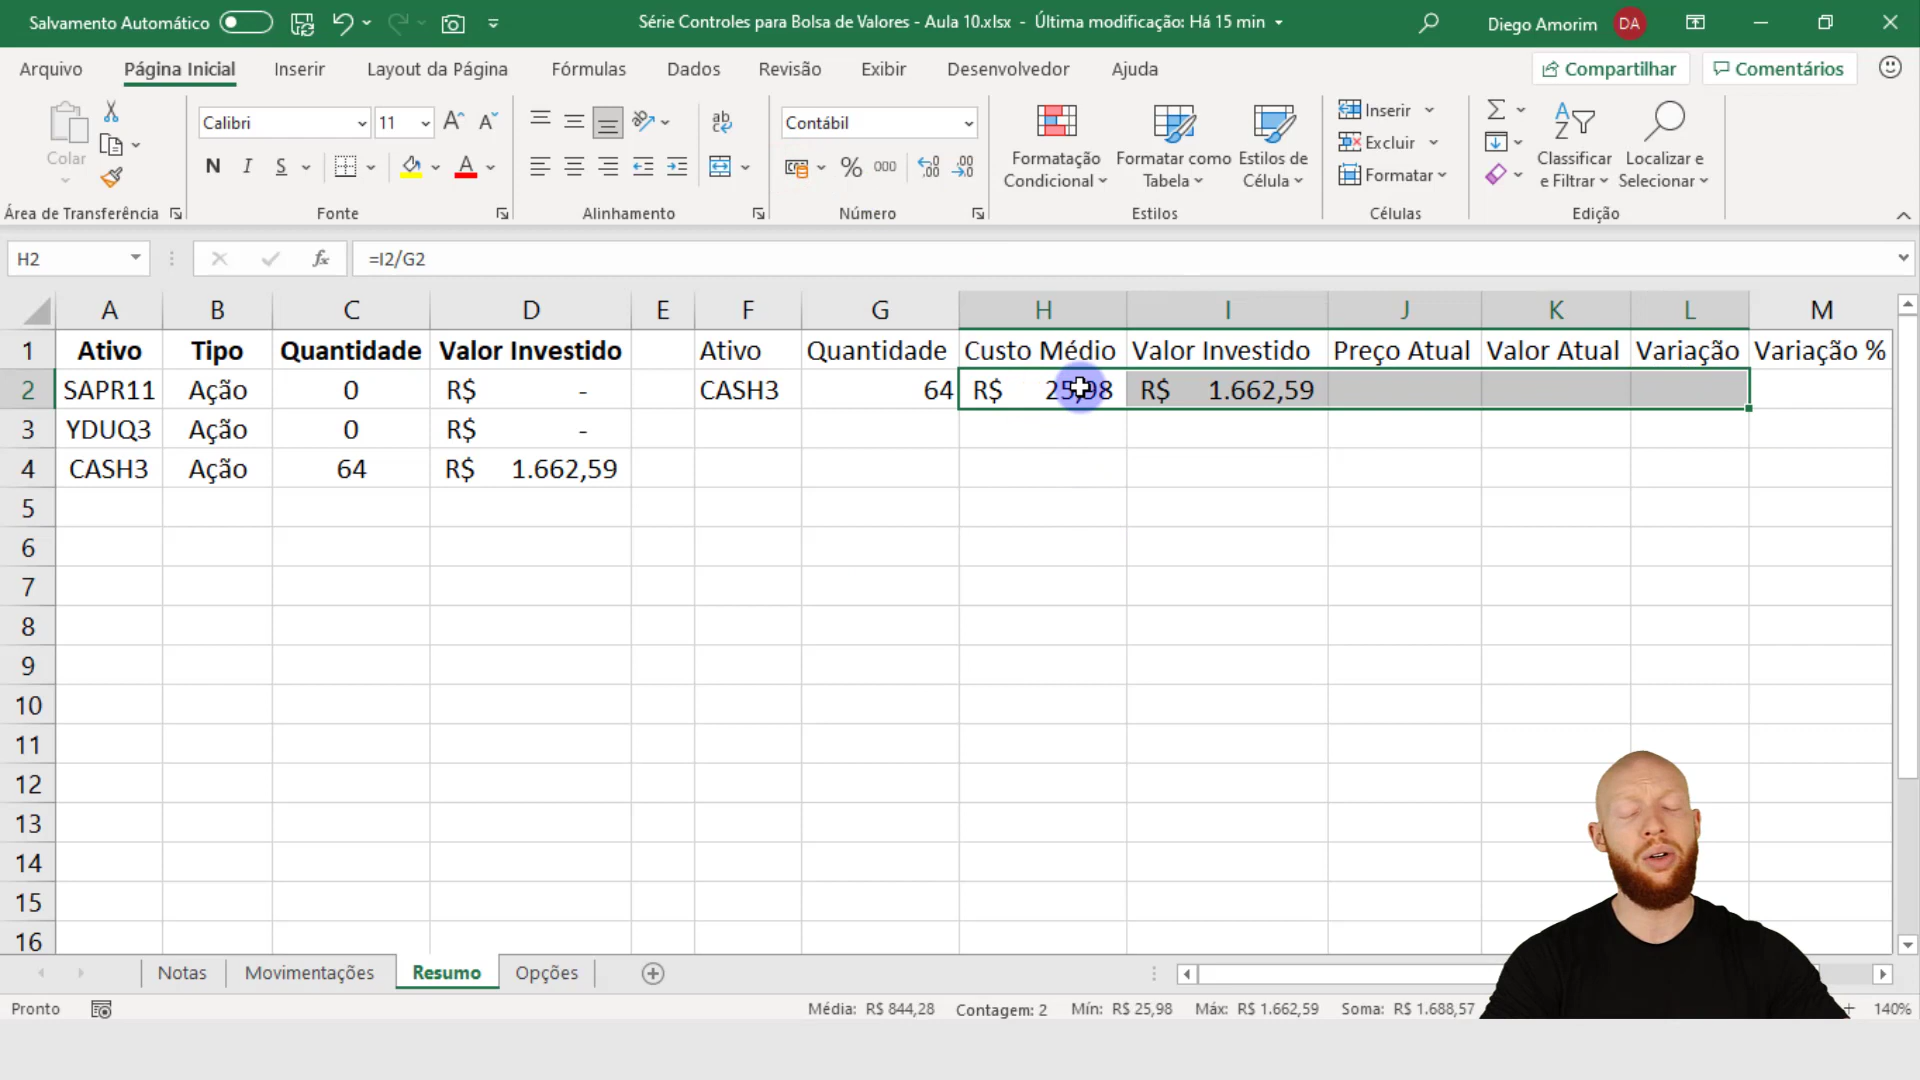 Salvamento Automático
Série Controles para Bolsa de Valores - Aula 10.xlsx - Última modificação: Há 15 min
Diego Amorim DA
Arquivo Página Inicial Inserir Layout da Página Fórmulas Dados Revisão Exibir Desenvolvedor Ajuda
Compartilhar Comentários
Colar
Área de Transferência
Calibri 11
N I S
Fonte
ab
Alinhamento
Contábil
% 000
Número
Formatação Condicional
Formatar como Tabela
Estilos de Célula
Estilos
Inserir
Excluir
Formatar
Células
Classificar e Filtrar
Localizar e Selecionar
Edição
H2 fx =I2/G2
A B C D E F G H I J K L M
1 Ativo Tipo Quantidade Valor Investido Ativo Quantidade Custo Médio Valor Investido Preço Atual Valor Atual Variação Variação %
2 SAPR11 Ação 0 R$ - CASH3 64 R$ 25,98 R$ 1.662,59
3 YDUQ3 Ação 0 R$ -
4 CASH3 Ação 64 R$ 1.662,59
5
6
7
8
9
10
11
12
13
14
15
16
Notas Movimentações Resumo Opções
Pronto
Média: R$ 844,28 Contagem: 2 Mín: R$ 25,98 Máx: R$ 1.662,59 Soma: R$ 1.688,57
140%